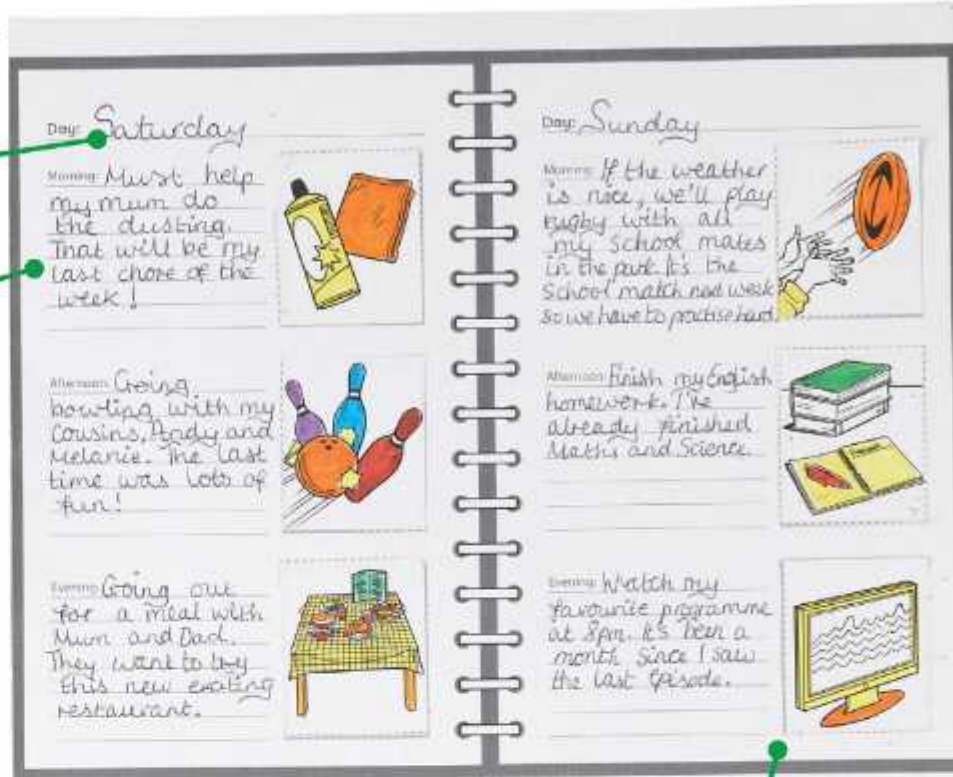 Day: Saturday
Morning: Must help
my mum do
the dusting.
That will be my
last chore of the
week!
Afternoon: Going
bowling with my
cousins, Andy and
Melanie. The last
time was lots of
fun!
Evening: Going out
for a meal with
Mum and Dad.
They want to try
this new exciting
restaurant.
Day: Sunday
Morning: If the weather
is nice, we'll play
rugby with all
my school mates
in the park. It's the
School match next week
so we have to practise hard.
Afternoon: Finish my English
homework. I've
already finished
Maths and Science.
Evening: Watch my
favourite programme
at 8pm. It's been a
month since I saw
the last episode.